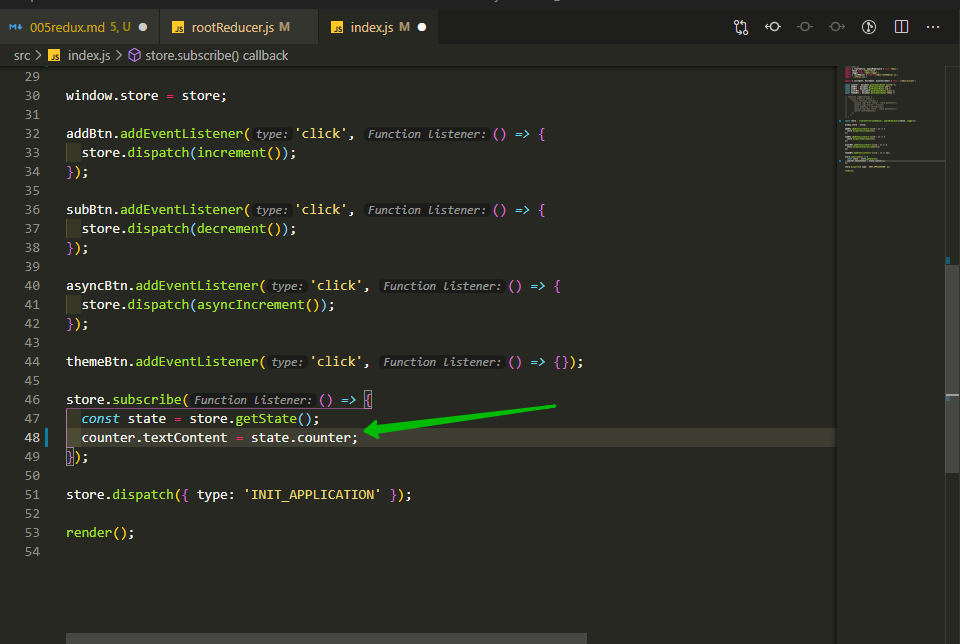 M↓ 005redux.md 5, U ● JS rootReducer.js M JS index.js M ●
src > JS index.js > store.subscribe() callback
29
30 window.store = store;
31
32 addBtn.addEventListener( type: 'click', Function listener: () => {
33 store.dispatch(increment());
34 });
35
36 subBtn.addEventListener( type: 'click', Function listener: () => {
37 store.dispatch(decrement());
38 });
39
40 asyncBtn.addEventListener( type: 'click', Function listener: () => {
41 store.dispatch(asyncIncrement());
42 });
43
44 themeBtn.addEventListener( type: 'click', Function listener: () => {});
45
46 store.subscribe( Function listener: () => {
47 const state = store.getState();
48 counter.textContent = state.counter;
49 });
50
51 store.dispatch({ type: 'INIT_APPLICATION' });
52
53 render();
54